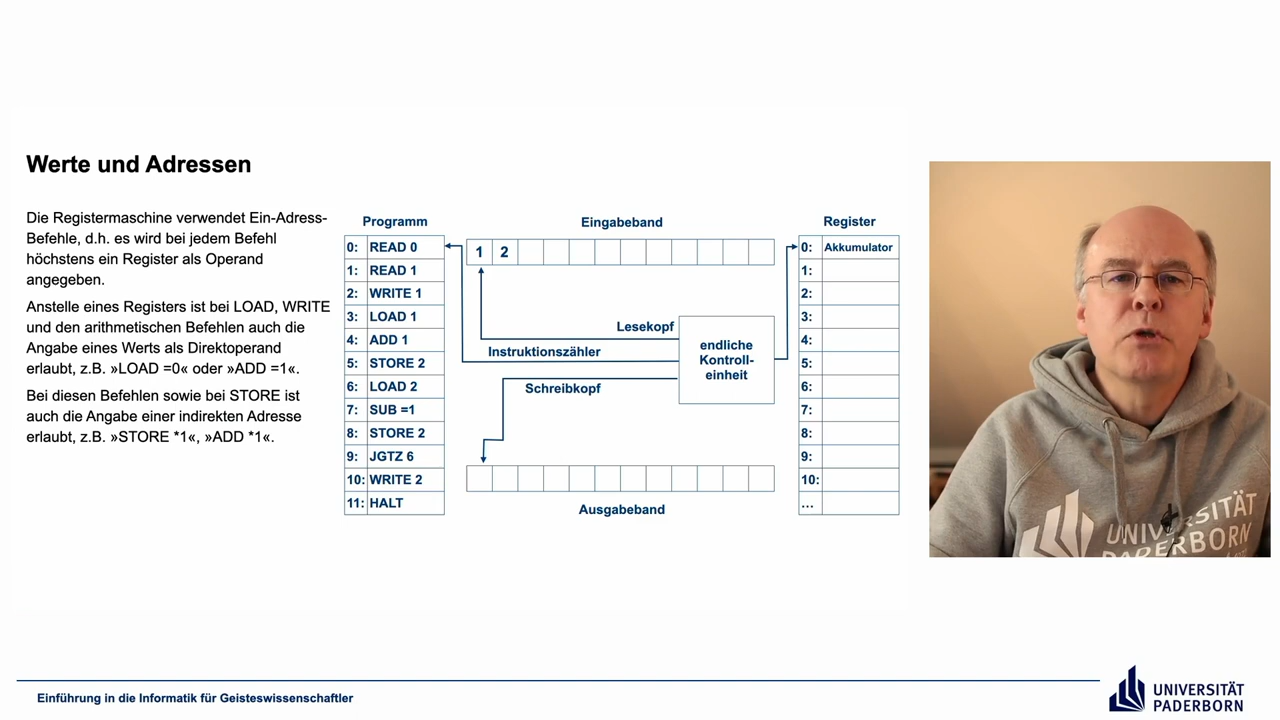 Werte und Adressen
Die Registermaschine verwendet Ein-Adress-
Befehle, d.h. es wird bei jedem Befehl
höchstens ein Register als Operand
angegeben.
Anstelle eines Registers ist bei LOAD, WRITE
und den arithmetischen Befehlen auch die
Angabe eines Werts als Direktoperand
erlaubt, z.B. »LOAD =0« oder »ADD =1«.
Bei diesen Befehlen sowie bei STORE ist
auch die Angabe einer indirekten Adresse
erlaubt, z.B. »STORE *1«, »ADD *1«.
Programm
0: READ 0
1: READ 1
2: WRITE 1
3: LOAD 1
4: ADD 1
5: STORE 2
6: LOAD 2
7: SUB =1
8: STORE 2
9: JGTZ 6
10: WRITE 2
11: HALT
Eingabeband
1 2
Lesekopf
Instruktionszähler
Schreibkopf
endliche
Kontroll-
einheit
Ausgabeband
Register
0: Akkumulator
1:
2:
3:
4:
5:
6:
7:
8:
9:
10:
...
UNIVERSITÄT
PADERBORN
Einführung in die Informatik für Geisteswissenschaftler
UNIVERSITÄT
PADERBORN